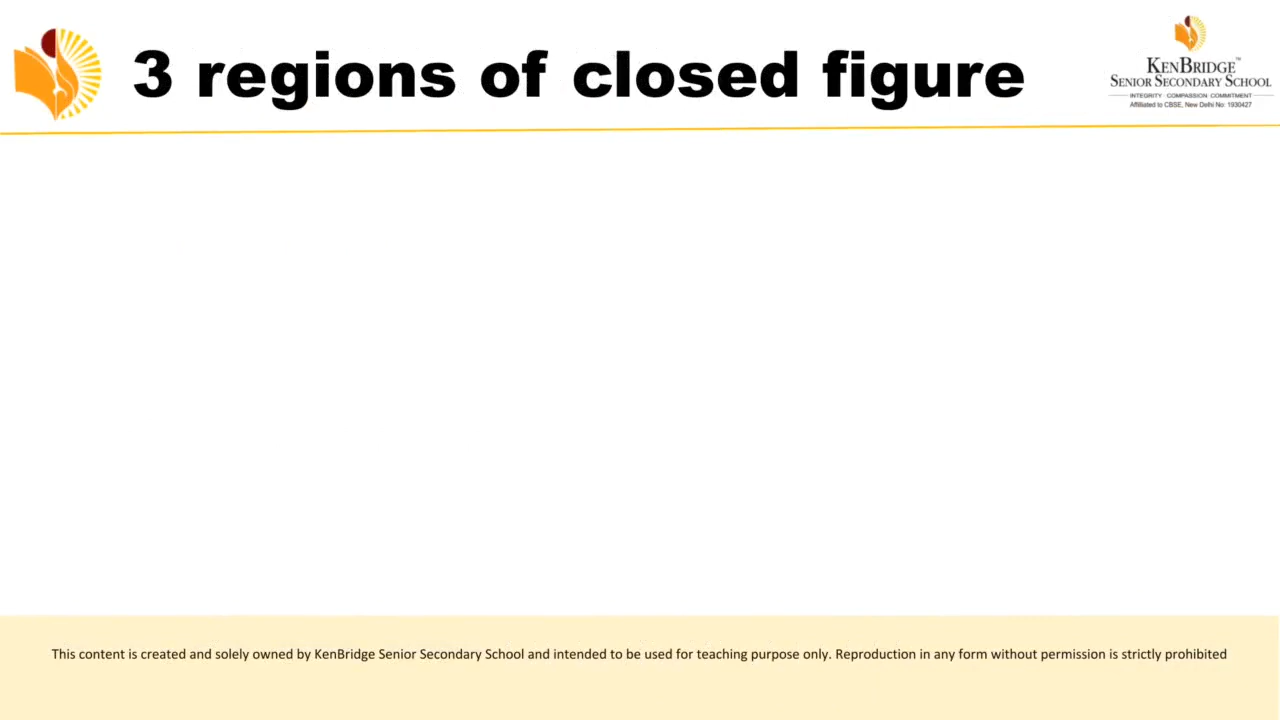 3 regions of closed figure
KENBRIDGE™
SENIOR SECONDARY SCHOOL
INTEGRITY COMPASSION COMMITMENT
Affiliated to CBSE, New Delhi No: 1930427
This content is created and solely owned by KenBridge Senior Secondary School and intended to be used for teaching purpose only. Reproduction in any form without permission is strictly prohibited